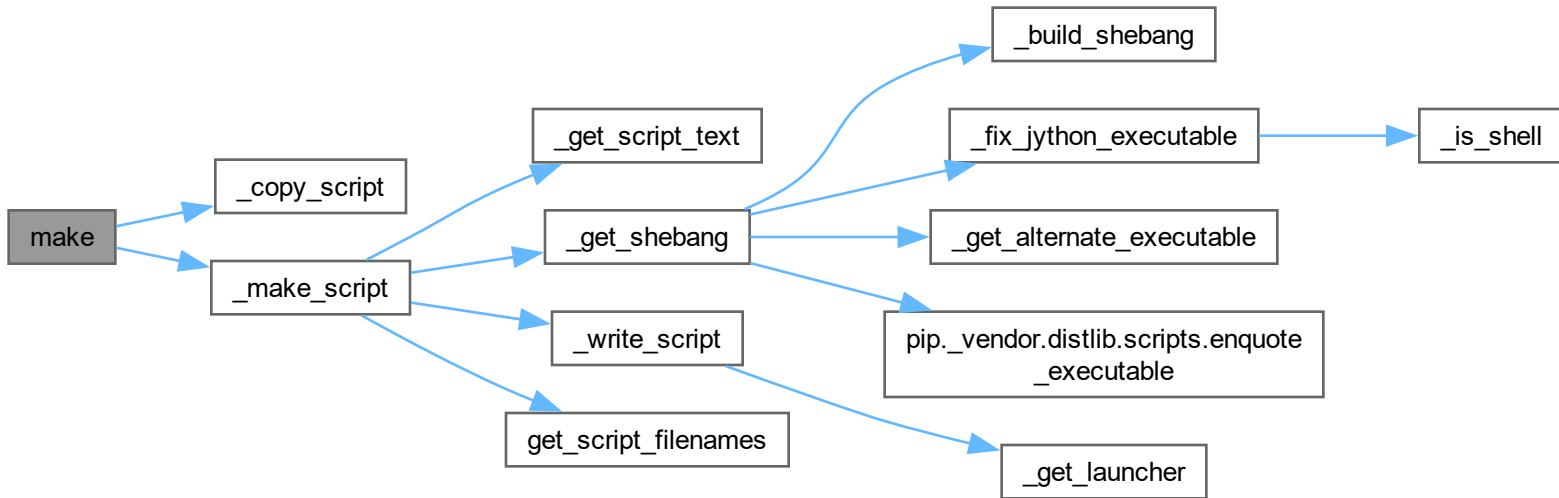 make
_copy_script
_make_script
_get_script_text
_get_shebang
_write_script
get_script_filenames
_build_shebang
_fix_jython_executable
_get_alternate_executable
pip._vendor.distlib.scripts.enquote
_executable
_get_launcher
_is_shell